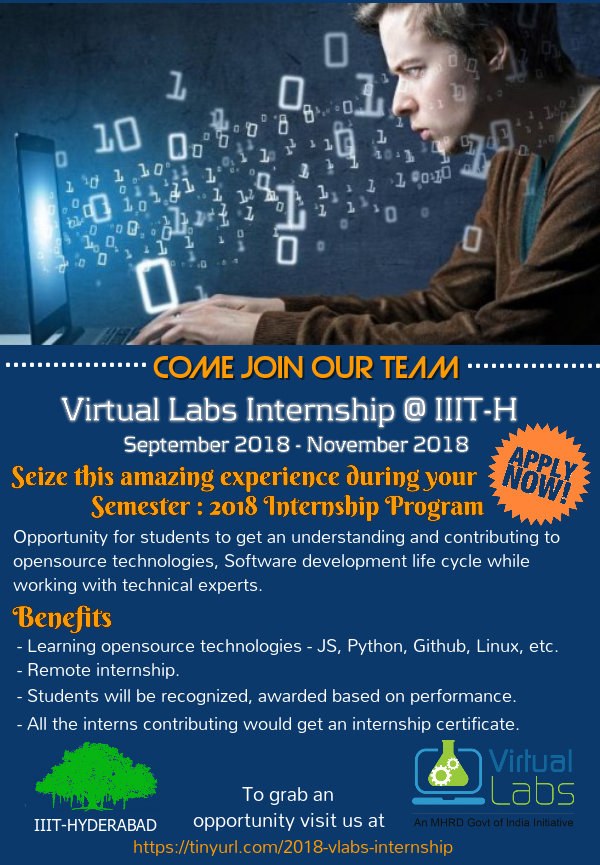 COME JOIN OUR TEAM
Virtual Labs Internship @ IIIT-H
September 2018 - November 2018
Seize this amazing experience during your
Semester : 2018 Internship Program
APPLY
NOW!
Opportunity for students to get an understanding and contributing to
opensource technologies, Software development life cycle while
working with technical experts.
Benefits
- Learning opensource technologies - JS, Python, Github, Linux, etc.
- Remote internship.
- Students will be recognized, awarded based on performance.
- All the interns contributing would get an internship certificate.
IIIT-HYDERABAD
To grab an
opportunity visit us at
https://tinyurl.com/2018-vlabs-internship
Virtual
Labs
An MHRD Govt of India Initiative